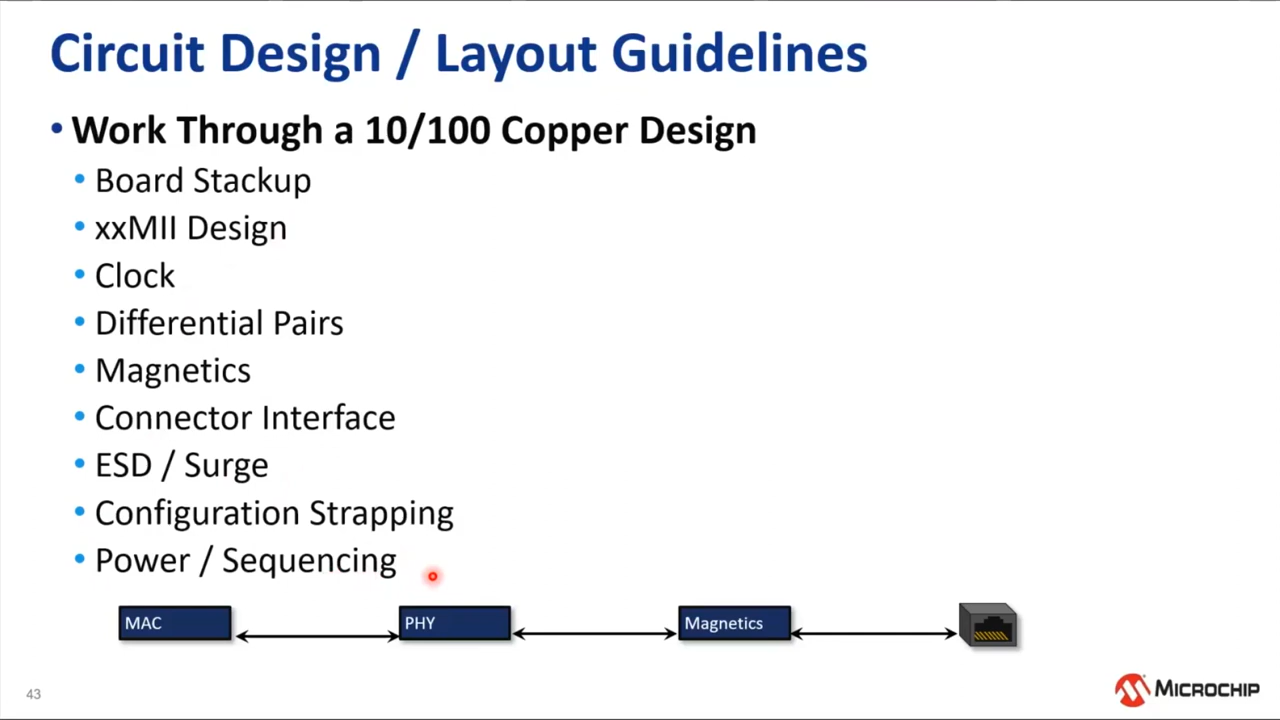 Circuit Design / Layout Guidelines
• Work Through a 10/100 Copper Design
• Board Stackup
• xxMII Design
• Clock
• Differential Pairs
• Magnetics
• Connector Interface
• ESD / Surge
• Configuration Strapping
• Power / Sequencing
MAC
PHY
Magnetics
43
MICROCHIP